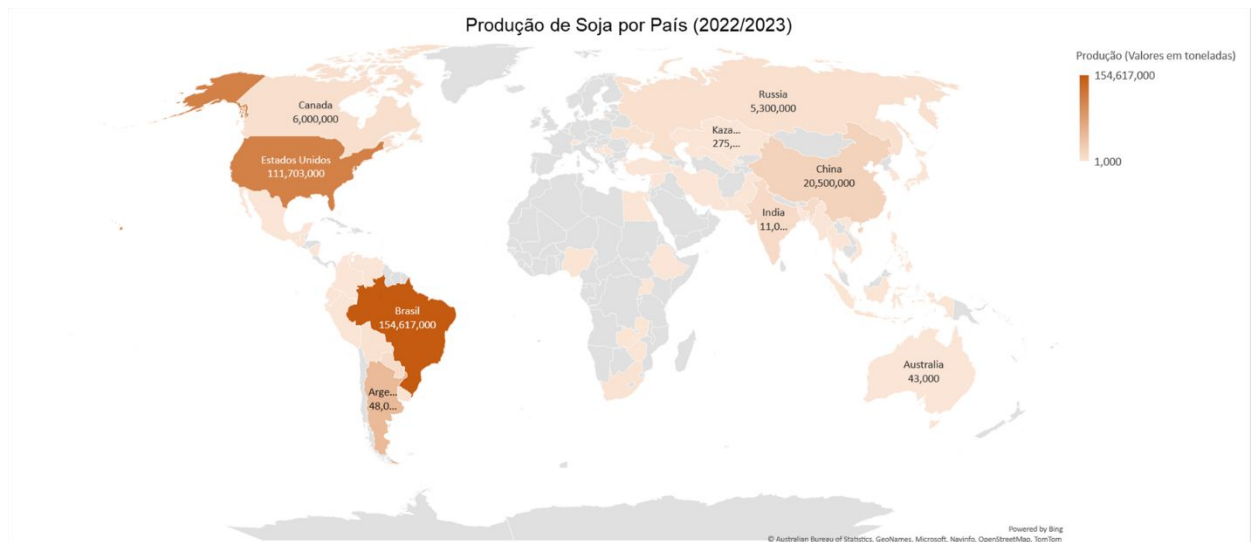 Produção de Soja por País (2022/2023)
Produção (Valores em toneladas)
154,617,000
1,000
Canada
6,000,000
Estados Unidos
111,703,000
Brasil
154,617,000
Arge...
48,0...
Russia
5,300,000
Kaza...
275,...
China
20,500,000
India
11,0...
Australia
43,000
Powered by Bing
© Australian Bureau of Statistics, GeoNames, Microsoft, Navinfo, OpenStreetMap, TomTom